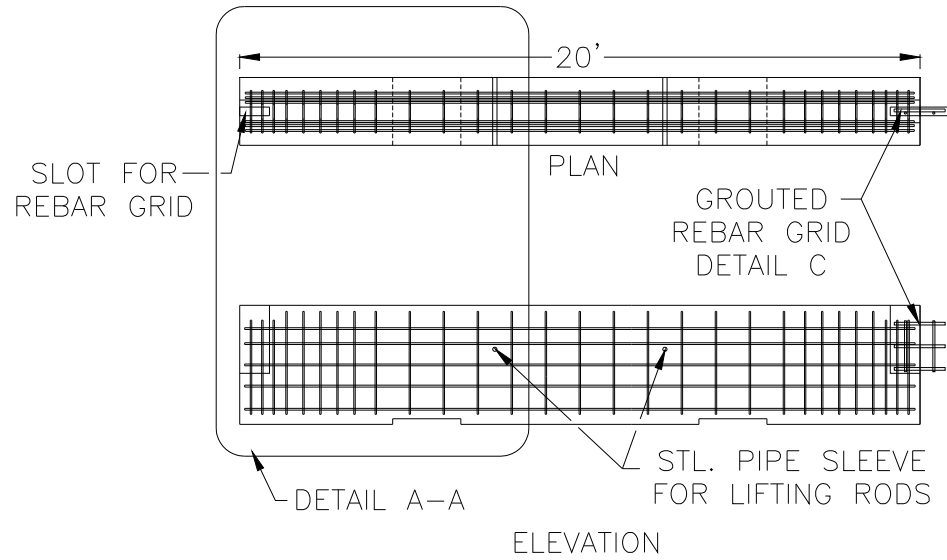 20'
PLAN
SLOT FOR
REBAR GRID
GROUTED
REBAR GRID
DETAIL C
STL. PIPE SLEEVE
FOR LIFTING RODS
DETAIL A-A
ELEVATION